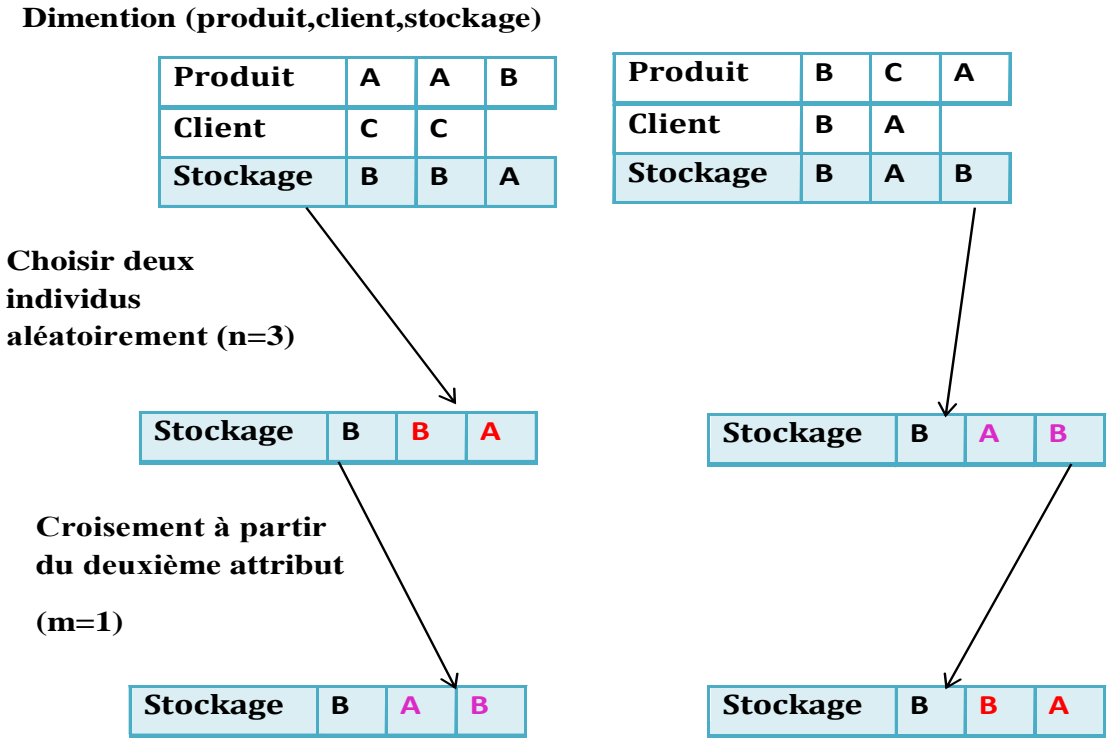 Dimention (produit,client,stockage)
Produit A A B
Client C C
Stockage B B A
Produit B C A
Client B A
Stockage B A B
Choisir deux
individus
aléatoirement (n=3)
Stockage B B A
Stockage B A B
Croisement à partir
du deuxième attribut
(m=1)
Stockage B A B
Stockage B B A